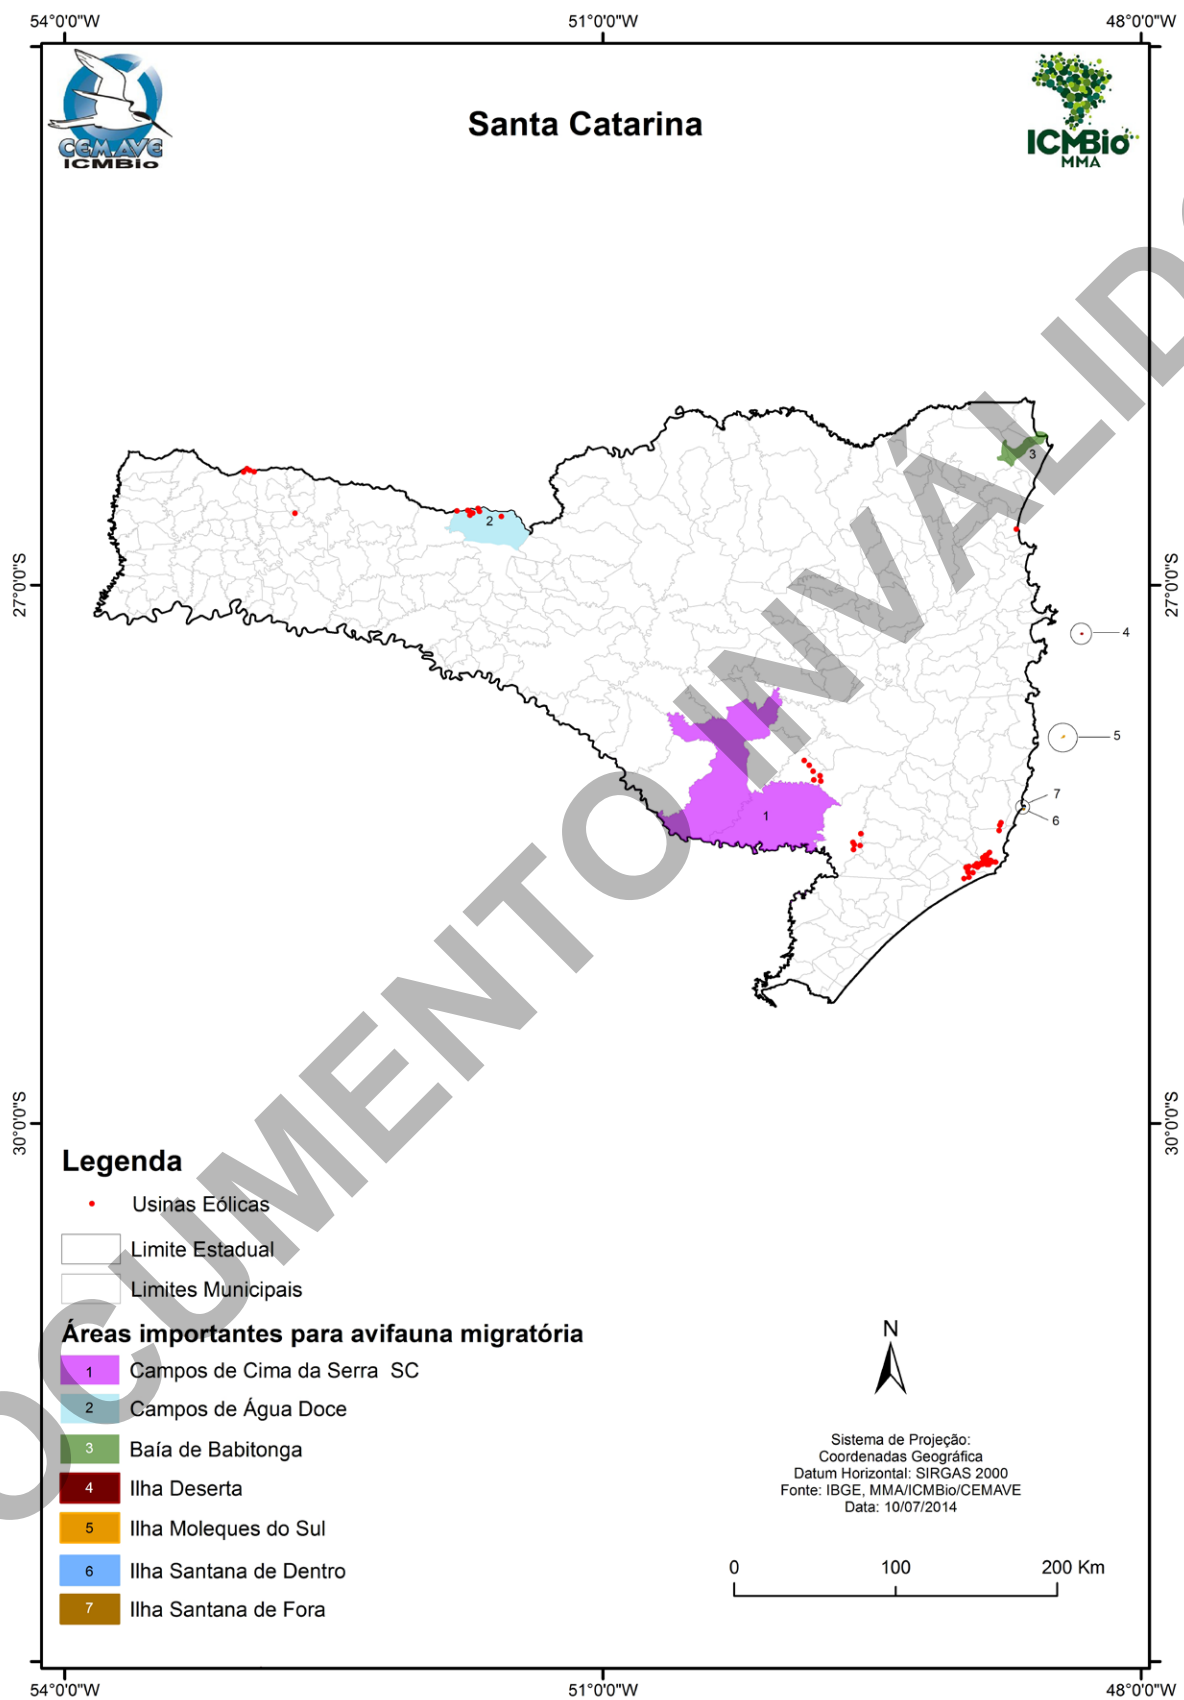 54°0'0"W
51°0'0"W
48°0'0"W
CEMAVE
ICMBio
Santa Catarina
ICMBio
MMA
27°0'0"S
27°0'0"S
30°0'0"S
30°0'0"S
1
2
3
4
5
7
6
DOCUMENTO INVÁLIDO
Legenda
Usinas Eólicas
Limite Estadual
Limites Municipais
Áreas importantes para avifauna migratória
1 Campos de Cima da Serra SC
2 Campos de Água Doce
3 Baía de Babitonga
4 Ilha Deserta
5 Ilha Moleques do Sul
6 Ilha Santana de Dentro
7 Ilha Santana de Fora
N
Sistema de Projeção:
Coordenadas Geográfica
Datum Horizontal: SIRGAS 2000
Fonte: IBGE, MMA/ICMBio/CEMAVE
Data: 10/07/2014
0 100 200 Km
54°0'0"W
51°0'0"W
48°0'0"W